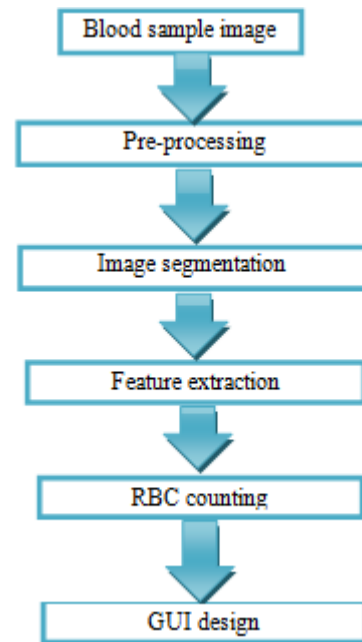 Blood sample image
Pre-processing
Image segmentation
Feature extraction
RBC counting
GUI design